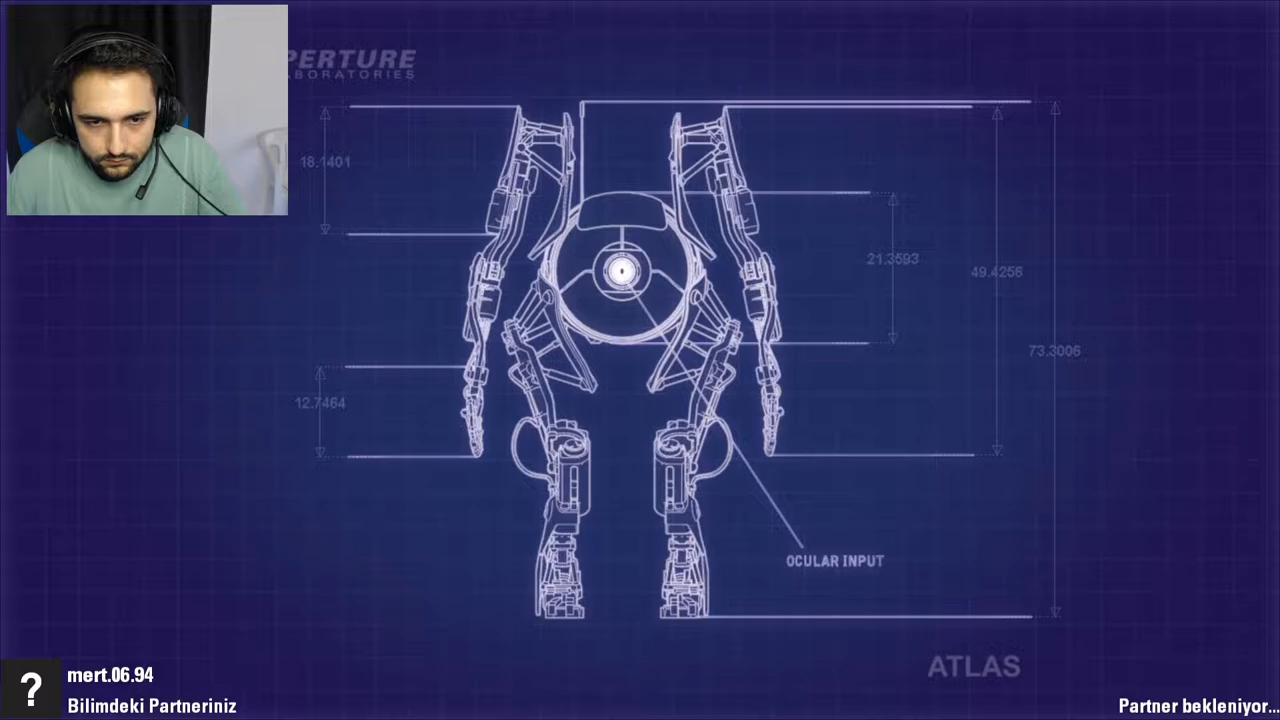 PERTURE
ABORATORIES
18.1401
21.3593
49.4256
73.3006
12.7464
OCULAR INPUT
ATLAS
?
mert.06.94
Bilimdeki Partneriniz
Partner bekleniyor...